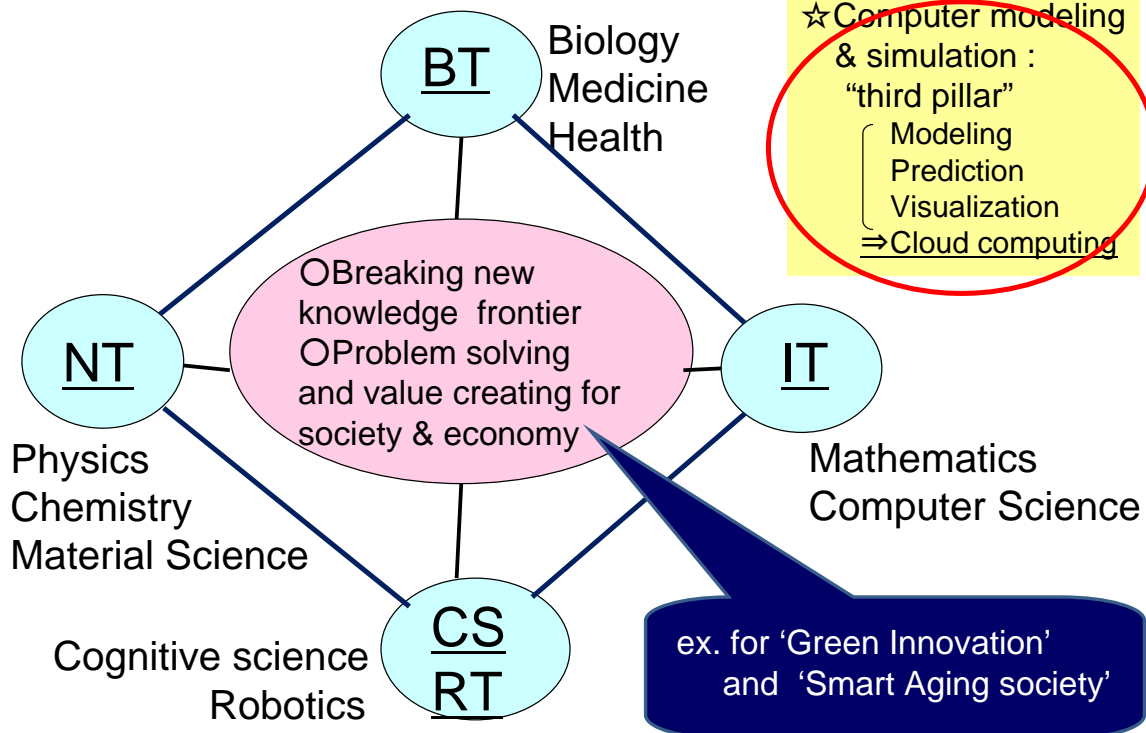 BT
Biology
Medicine
Health
☆Computer modeling
& simulation :
“third pillar”
Modeling
Prediction
Visualization
⇒Cloud computing
NT
Physics
Chemistry
Material Science
○Breaking new
knowledge frontier
○Problem solving
and value creating for
society & economy
IT
Mathematics
Computer Science
Cognitive science
Robotics
CS
RT
ex. for ‘Green Innovation’
and ‘Smart Aging society’